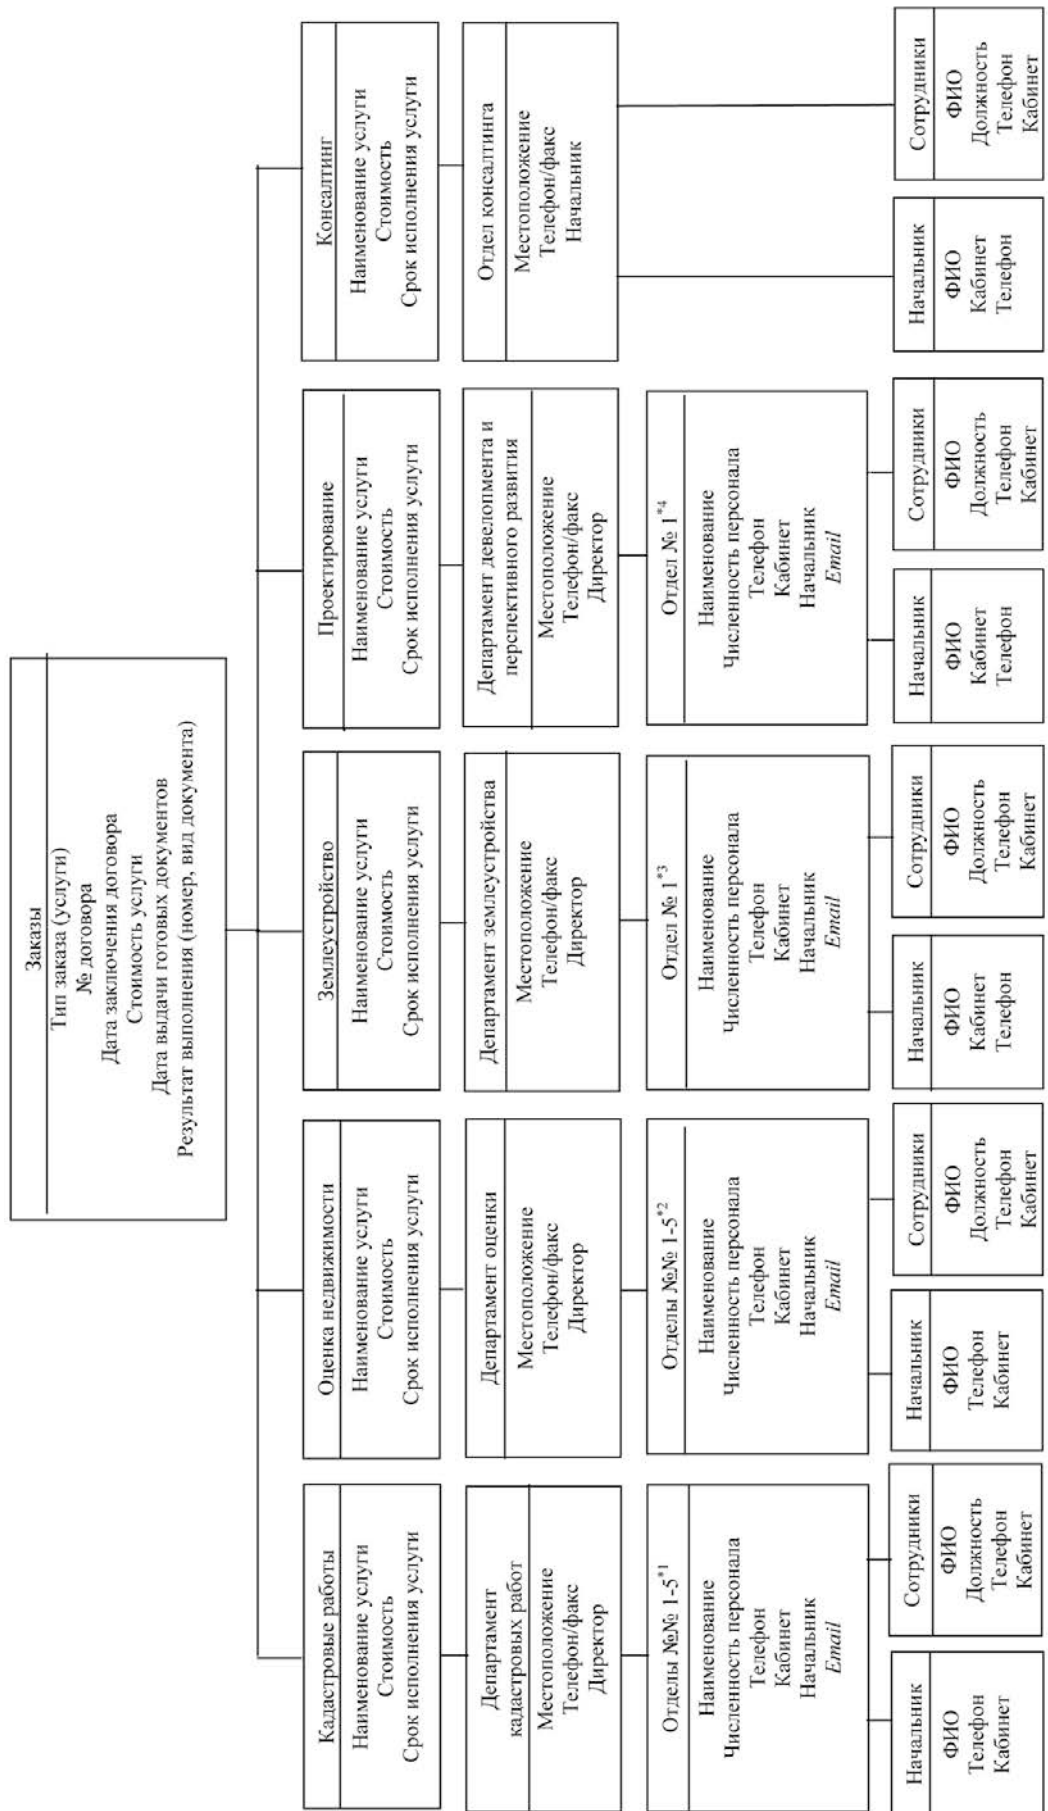 Заказы
Тип заказа (услуги)
№ договора
Дата заключения договора
Стоимость услуги
Дата выдачи готовых документов
Результат выполнения (номер, вид документа)
Кадастровые работы
Наименование услуги
Стоимость
Срок исполнения услуги
Оценка недвижимости
Наименование услуги
Стоимость
Срок исполнения услуги
Землеустройство
Наименование услуги
Стоимость
Срок исполнения услуги
Проектирование
Наименование услуги
Стоимость
Срок исполнения услуги
Консалтинг
Наименование услуги
Стоимость
Срок исполнения услуги
Департамент
кадастровых работ
Местоположение
Телефон/факс
Директор
Департамент оценки
Местоположение
Телефон/факс
Директор
Департамент землеустройства
Местоположение
Телефон/факс
Директор
Департамент девелопмента и
перспективного развития
Местоположение
Телефон/факс
Директор
Отдел консалтинга
Местоположение
Телефон/факс
Начальник
Отделы №№ 1-5*1
Наименование
Численность персонала
Телефон
Кабинет
Начальник
Email
Отделы №№ 1-5*2
Наименование
Численность персонала
Телефон
Кабинет
Начальник
Email
Отдел № 1*3
Наименование
Численность персонала
Телефон
Кабинет
Начальник
Email
Отдел № 1*4
Наименование
Численность персонала
Телефон
Кабинет
Начальник
Email
Начальник
ФИО
Телефон
Кабинет
Сотрудники
ФИО
Должность
Телефон
Кабинет
Начальник
ФИО
Телефон
Кабинет
Сотрудники
ФИО
Должность
Телефон
Кабинет
Начальник
ФИО
Кабинет
Телефон
Сотрудники
ФИО
Должность
Телефон
Кабинет
Начальник
ФИО
Кабинет
Телефон
Сотрудники
ФИО
Должность
Телефон
Кабинет
Начальник
ФИО
Кабинет
Телефон
Сотрудники
ФИО
Должность
Телефон
Кабинет